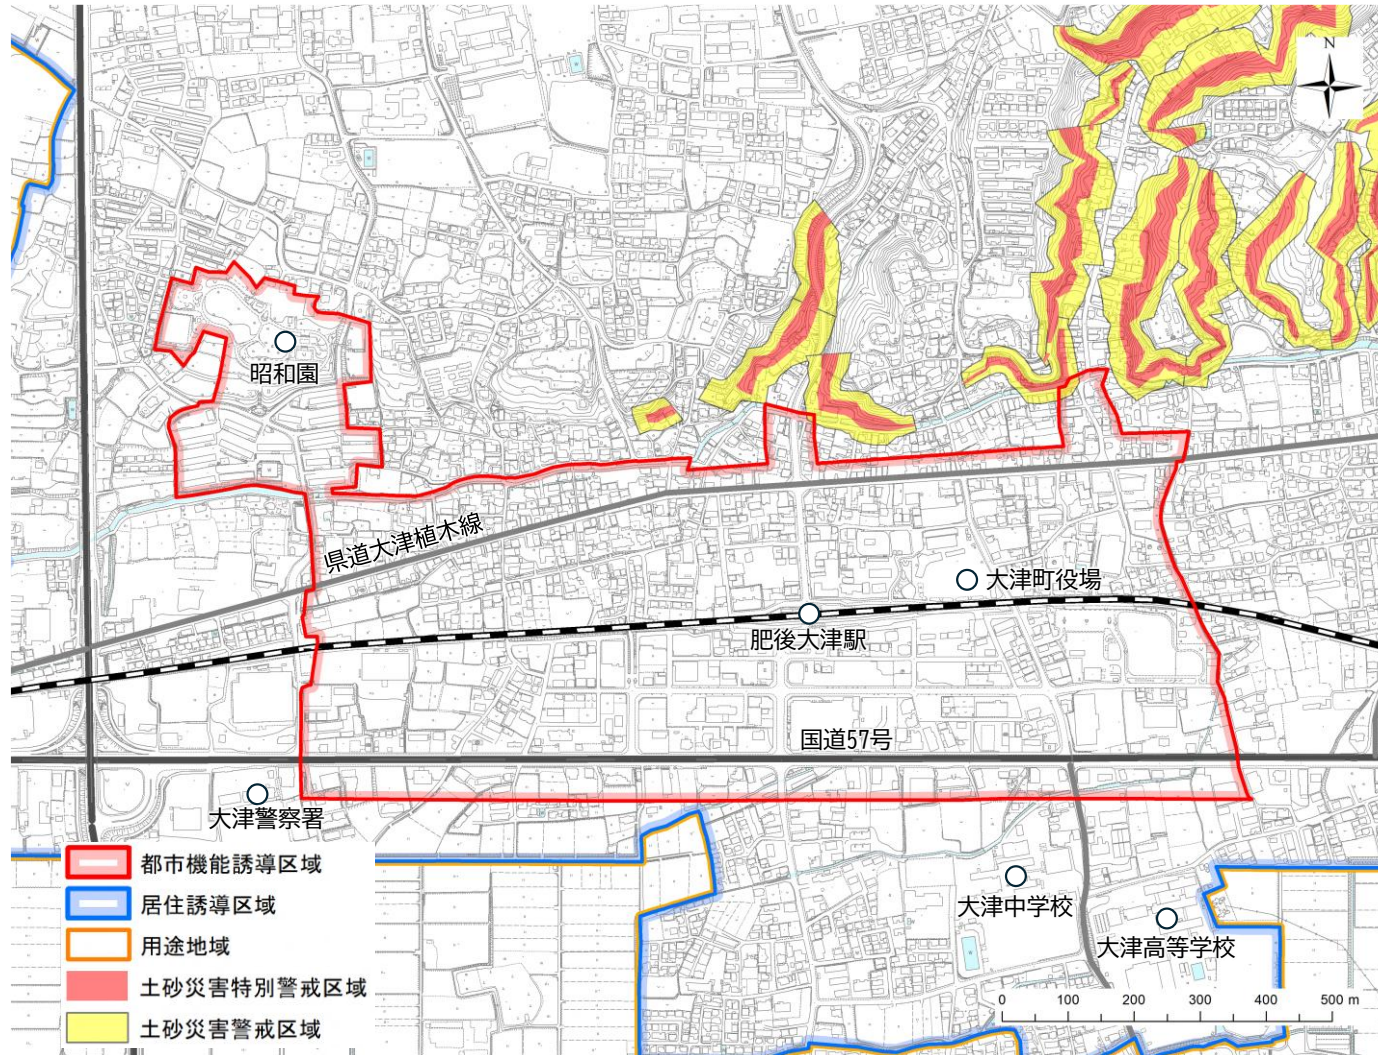 N
昭和園
県道大津植木線
大津町役場
肥後大津駅
国道57号
大津警察署
都市機能誘導区域
居住誘導区域
用途地域
土砂災害特別警戒区域
土砂災害警戒区域
大津中学校
大津高等学校
0 100 200 300 400 500 m